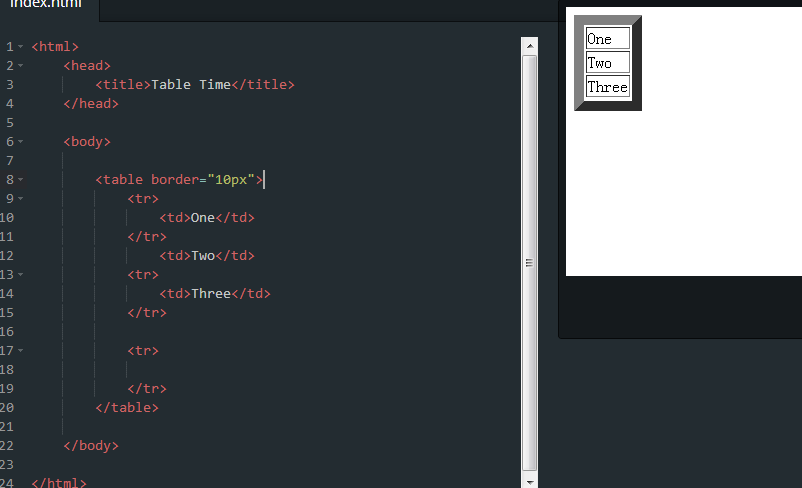 index.html
1 <html>
2 <head>
3 <title>Table Time</title>
4 </head>
5
6 <body>
7
8 <table border="10px">
9 <tr>
10 <td>One</td>
11 </tr>
12 <td>Two</td>
13 <tr>
14 <td>Three</td>
15 </tr>
16
17 <tr>
18
19 </tr>
20 </table>
21
22 </body>
23
24 </html>
One
Two
Three